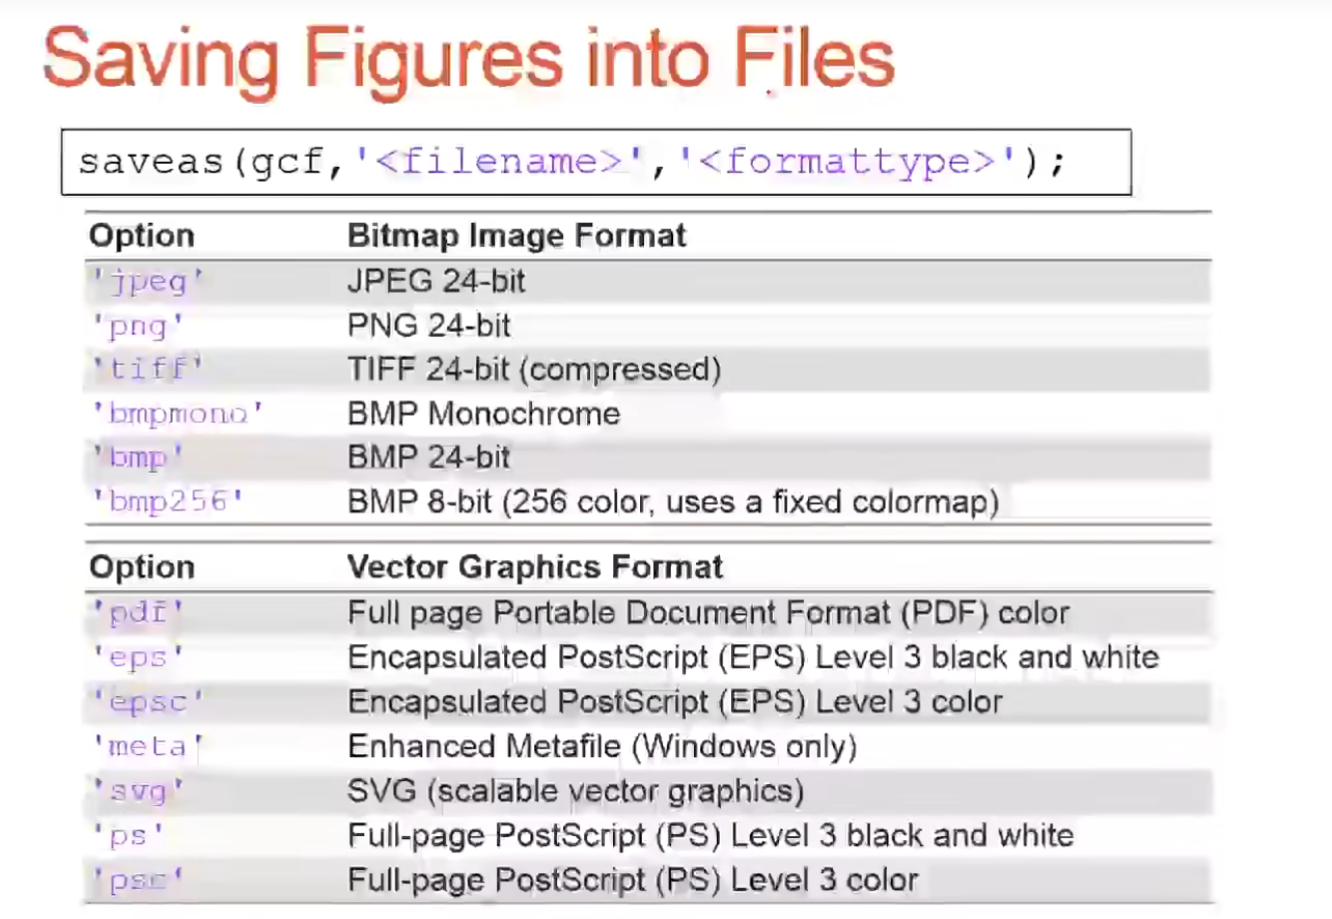 Saving Figures into Files
saveas(gcf,'<filename>','<formattype>');
Option Bitmap Image Format
'jpeg' JPEG 24-bit
'png' PNG 24-bit
'tiff' TIFF 24-bit (compressed)
'bmpmono' BMP Monochrome
'bmp' BMP 24-bit
'bmp256' BMP 8-bit (256 color, uses a fixed colormap)
Option Vector Graphics Format
'pdf' Full page Portable Document Format (PDF) color
'eps' Encapsulated PostScript (EPS) Level 3 black and white
'epsc' Encapsulated PostScript (EPS) Level 3 color
'meta' Enhanced Metafile (Windows only)
'svg' SVG (scalable vector graphics)
'ps' Full-page PostScript (PS) Level 3 black and white
'psc' Full-page PostScript (PS) Level 3 color